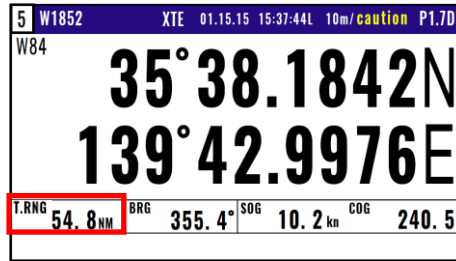 5 W1852 XTE 01.15.15 15:37:44L 10m/caution P1.7D
W84
35°38.1842N
139°42.9976E
T.RNG 54.8NM BRG 355.4° SOG 10.2kn COG 240.5